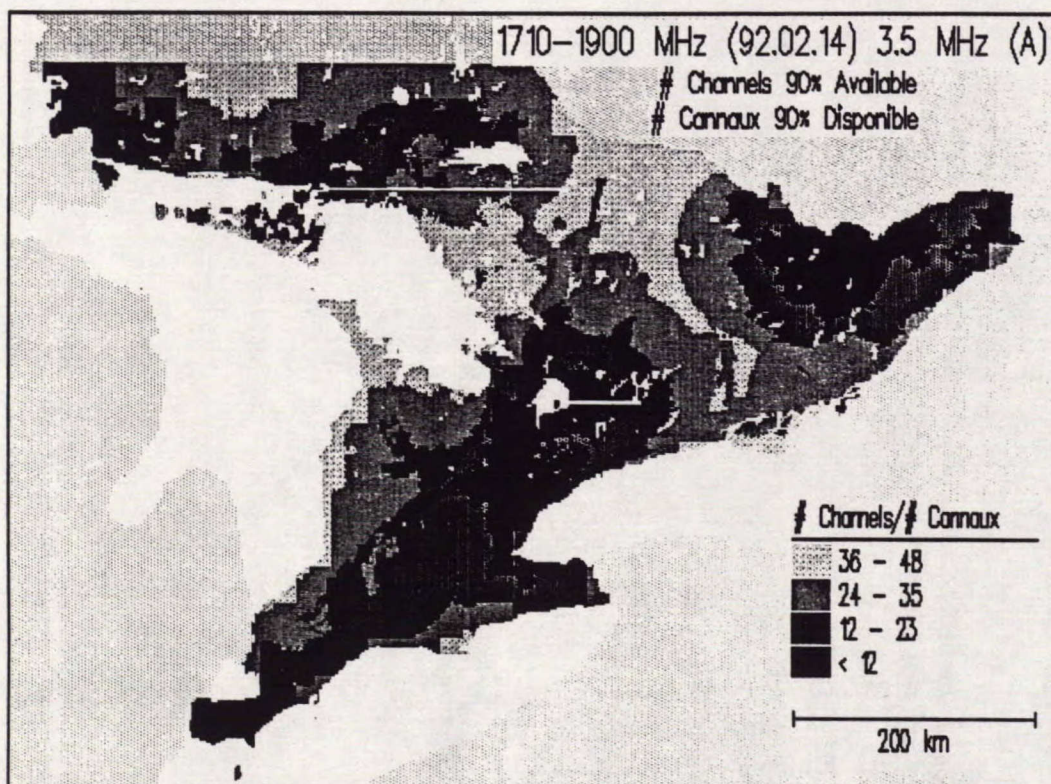 1710-1900 MHz (92.02.14) 3.5 MHz (A)
# Channels 90% Available
# Cannaux 90% Disponible
# Channels/# Cannaux
36 - 48
24 - 35
12 - 23
< 12
200 km